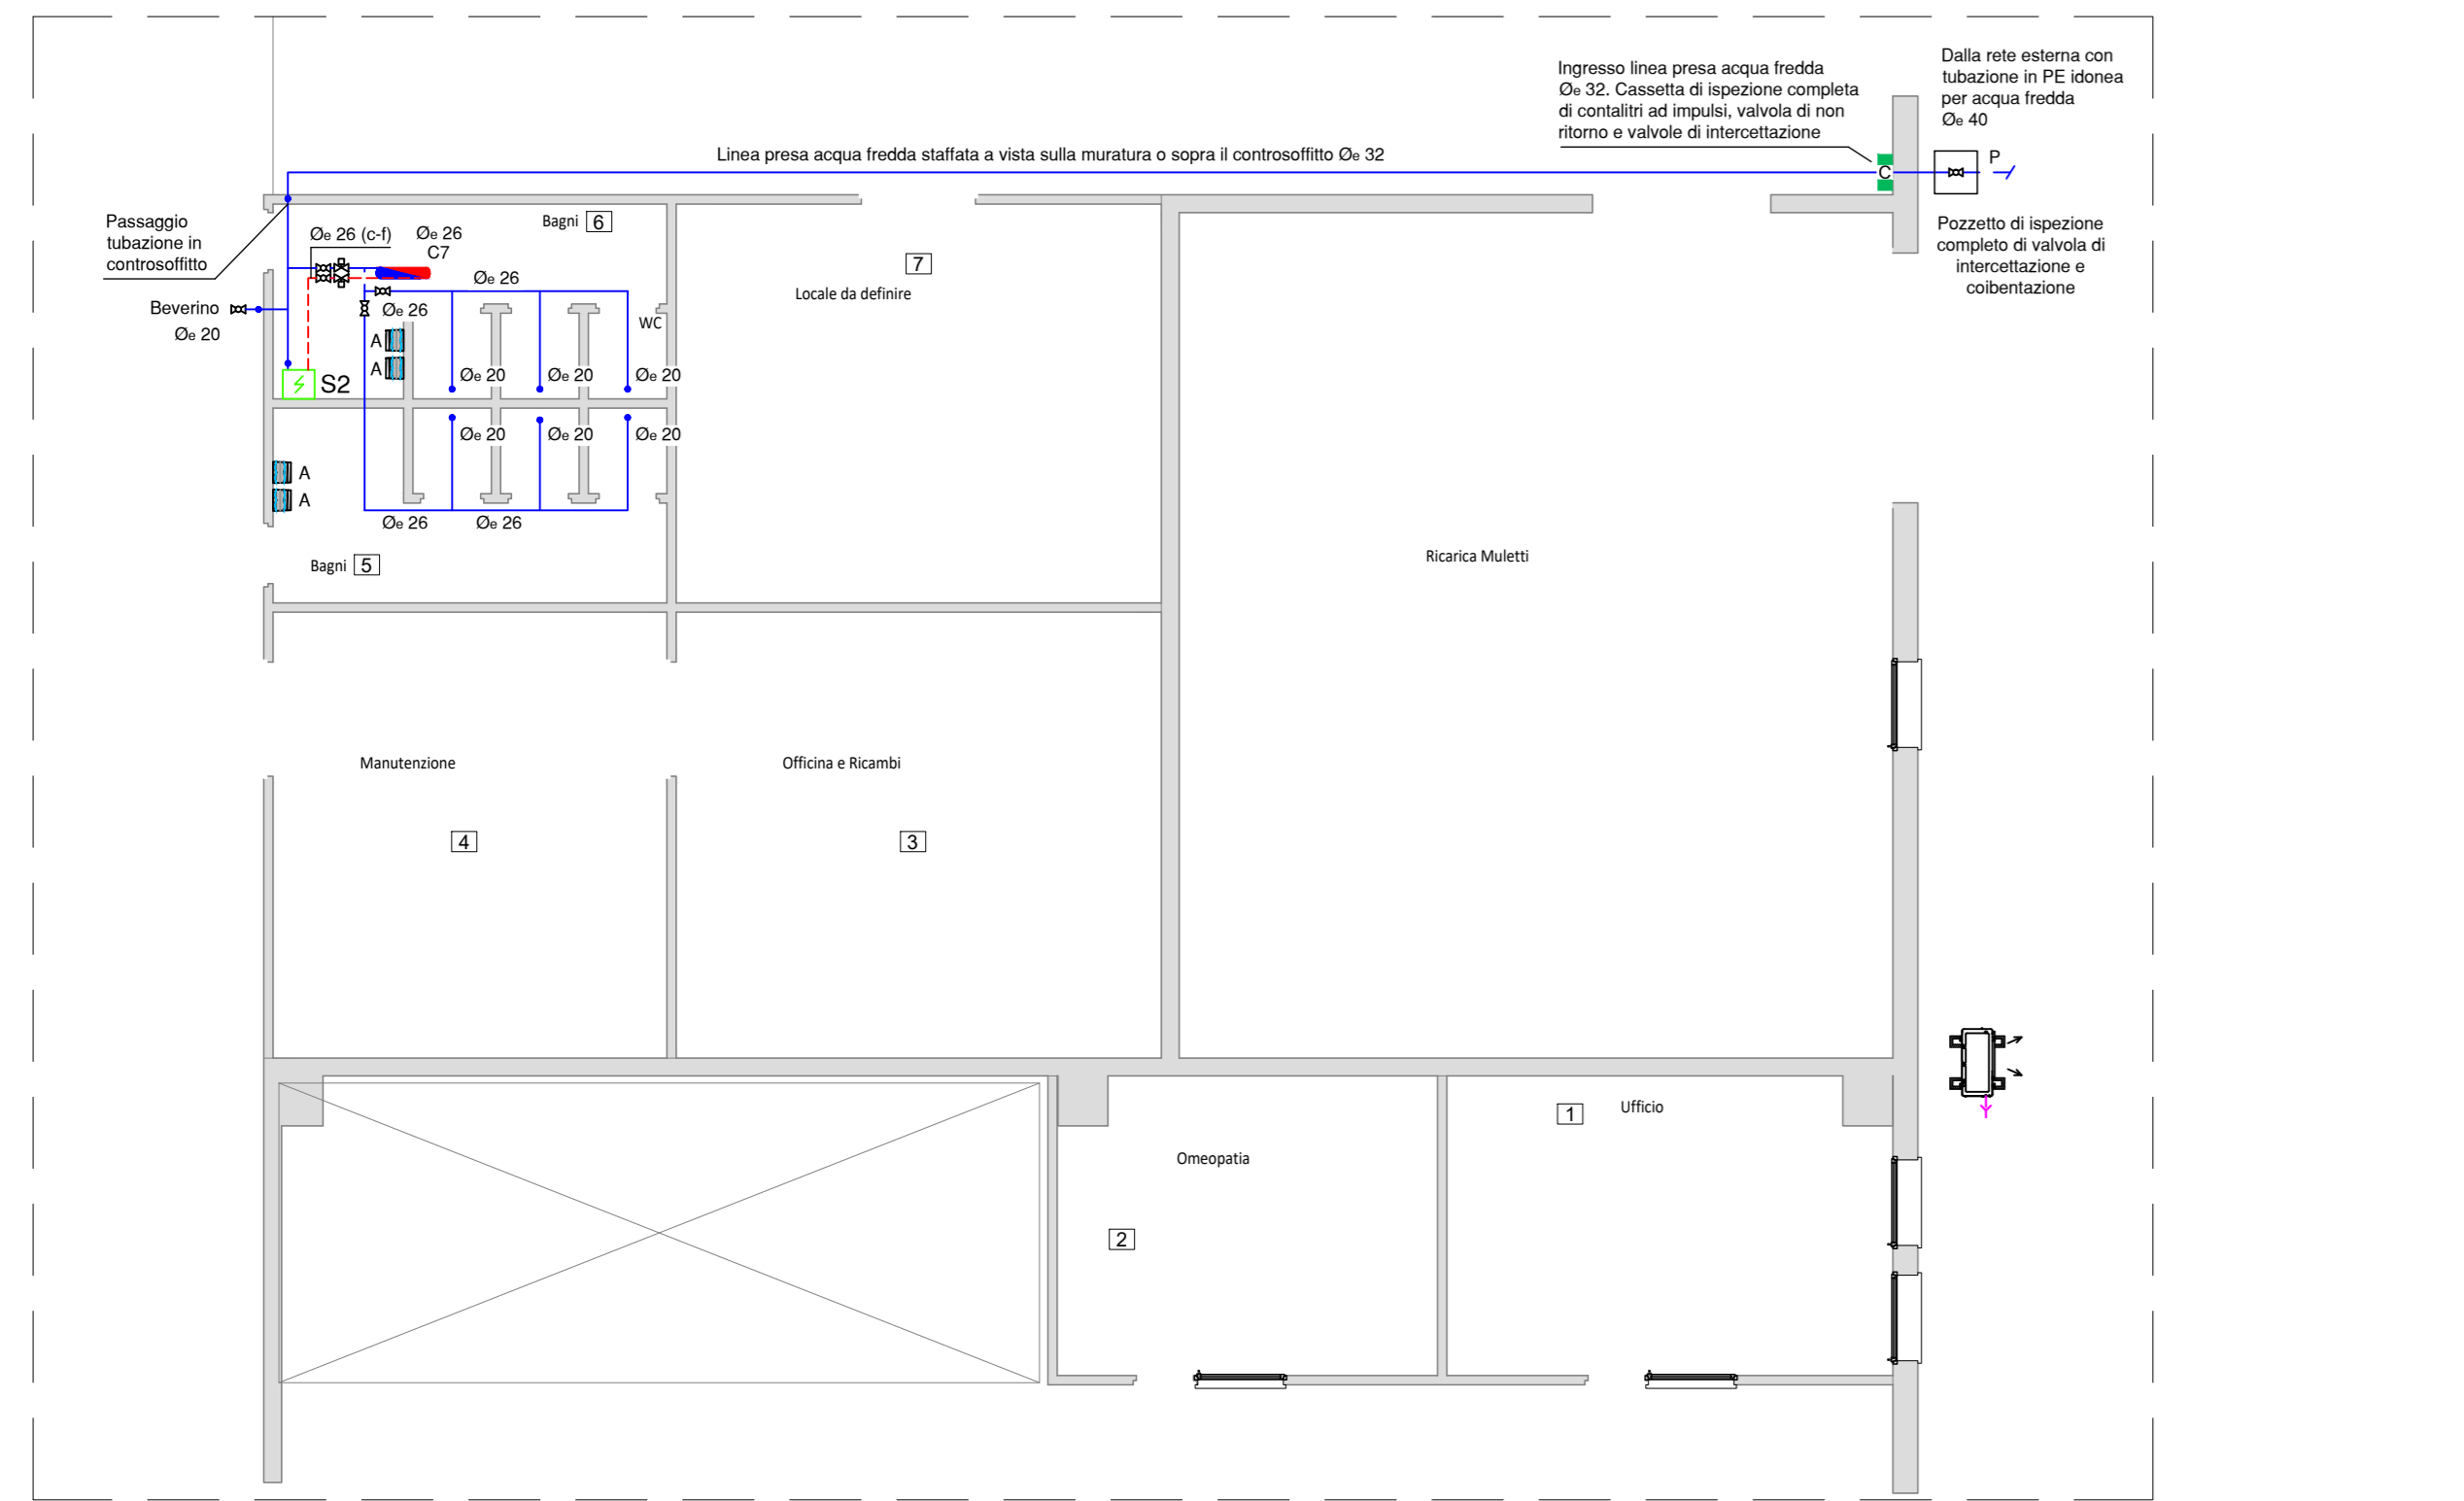 Dalla rete esterna con
tubazione in PE idonea
per acqua fredda
Øe 40
Ingresso linea presa acqua fredda
Øe 32. Cassetta di ispezione completa
di contalitri ad impulsi, valvola di non
ritorno e valvole di intercettazione
Linea presa acqua fredda staffata a vista sulla muratura o sopra il controsoffitto Øe 32
C
P
Pozzetto di ispezione
completo di valvola di
intercettazione e
coibentazione
Passaggio
tubazione in
controsoffitto
Bagni 6
Øe 26 (c-f)
Øe 26
C7
Øe 26
7
Locale da definire
Beverino
Øe 20
Øe 26
WC
A
A
S2
Øe 20
Øe 20
Øe 20
Øe 20
Øe 20
Øe 20
A
A
Øe 26
Øe 26
Bagni 5
Ricarica Muletti
Manutenzione
Officina e Ricambi
4
3
1
Ufficio
Omeopatia
2